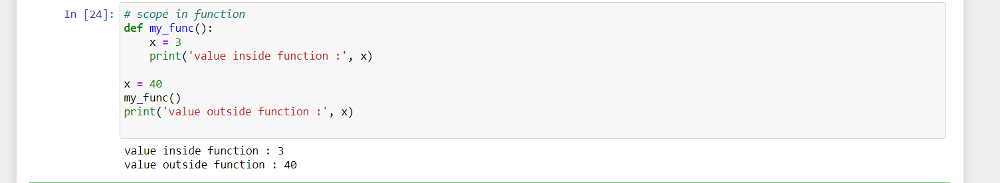 In [24]: # scope in function
def my_func():
    x = 3
    print('value inside function :', x)

x = 40
my_func()
print('value outside function :', x)

value inside function : 3
value outside function : 40